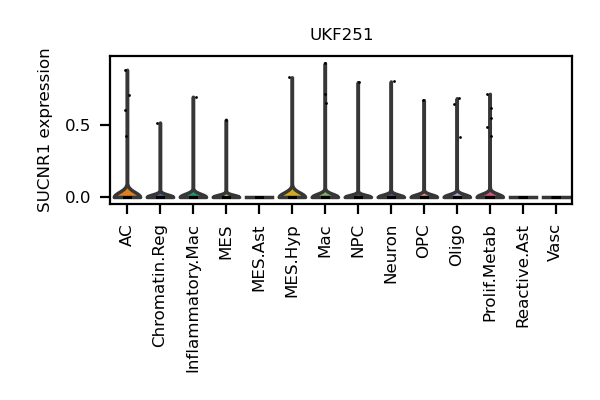 UKF251
SUCNR1 expression
0.5
0.0
AC
Chromatin.Reg
Inflammatory.Mac
MES
MES.Ast
MES.Hyp
Mac
NPC
Neuron
OPC
Oligo
Prolif.Metab
Reactive.Ast
Vasc